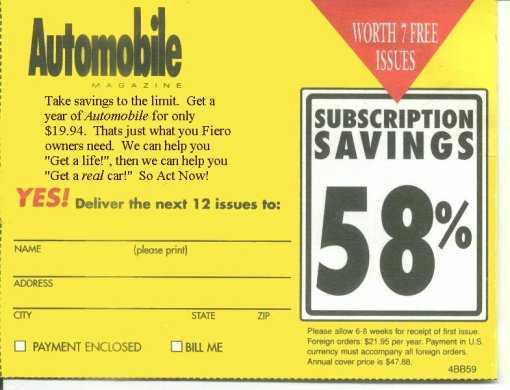 Automobile
MAGAZINE
WORTH 7 FREE
ISSUES
Take savings to the limit. Get a
year of Automobile for only
$19.94. Thats just what you Fiero
owners need. We can help you
"Get a life!", then we can help you
"Get a real car!" So Act Now!
YES! Deliver the next 12 issues to:
NAME (please print)
ADDRESS
CITY STATE ZIP
PAYMENT ENCLOSED BILL ME
SUBSCRIPTION
SAVINGS
58%
Please allow 6-8 weeks for receipt of first issue.
Foreign orders: $21.95 per year. Payment in U.S.
currency must accompany all foreign orders.
Annual cover price is $47.88.
4BB59